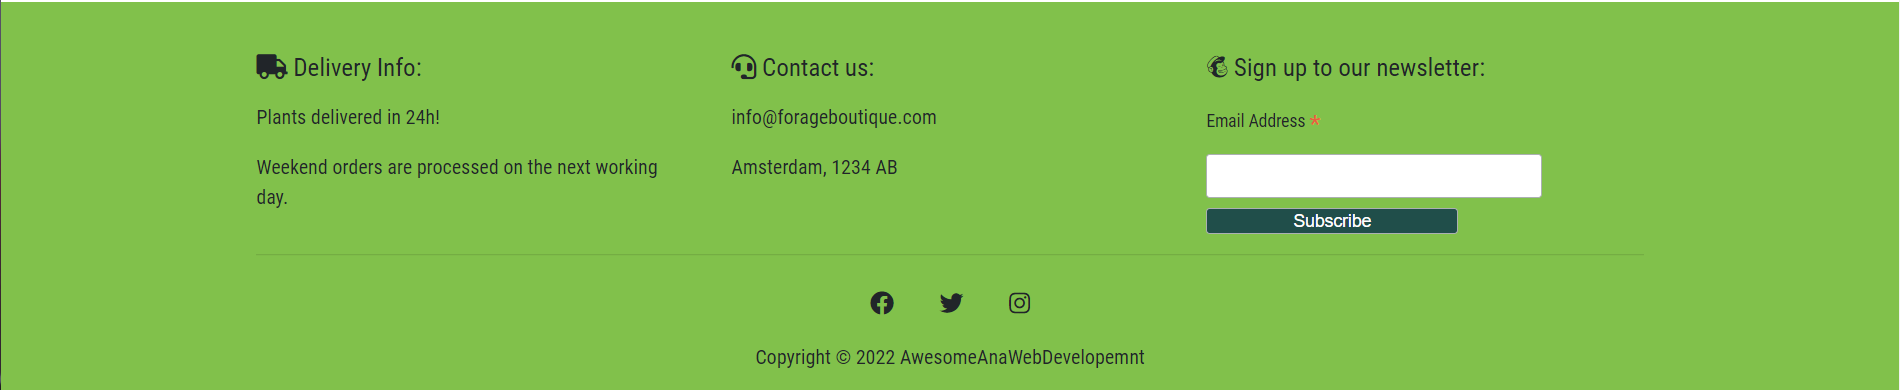 Delivery Info:
Plants delivered in 24h!
Weekend orders are processed on the next working
day.
Contact us:
info@forageboutique.com
Amsterdam, 1234 AB
Sign up to our newsletter:
Email Address *
Subscribe
Copyright © 2022 AwesomeAnaWebDevelopemnt